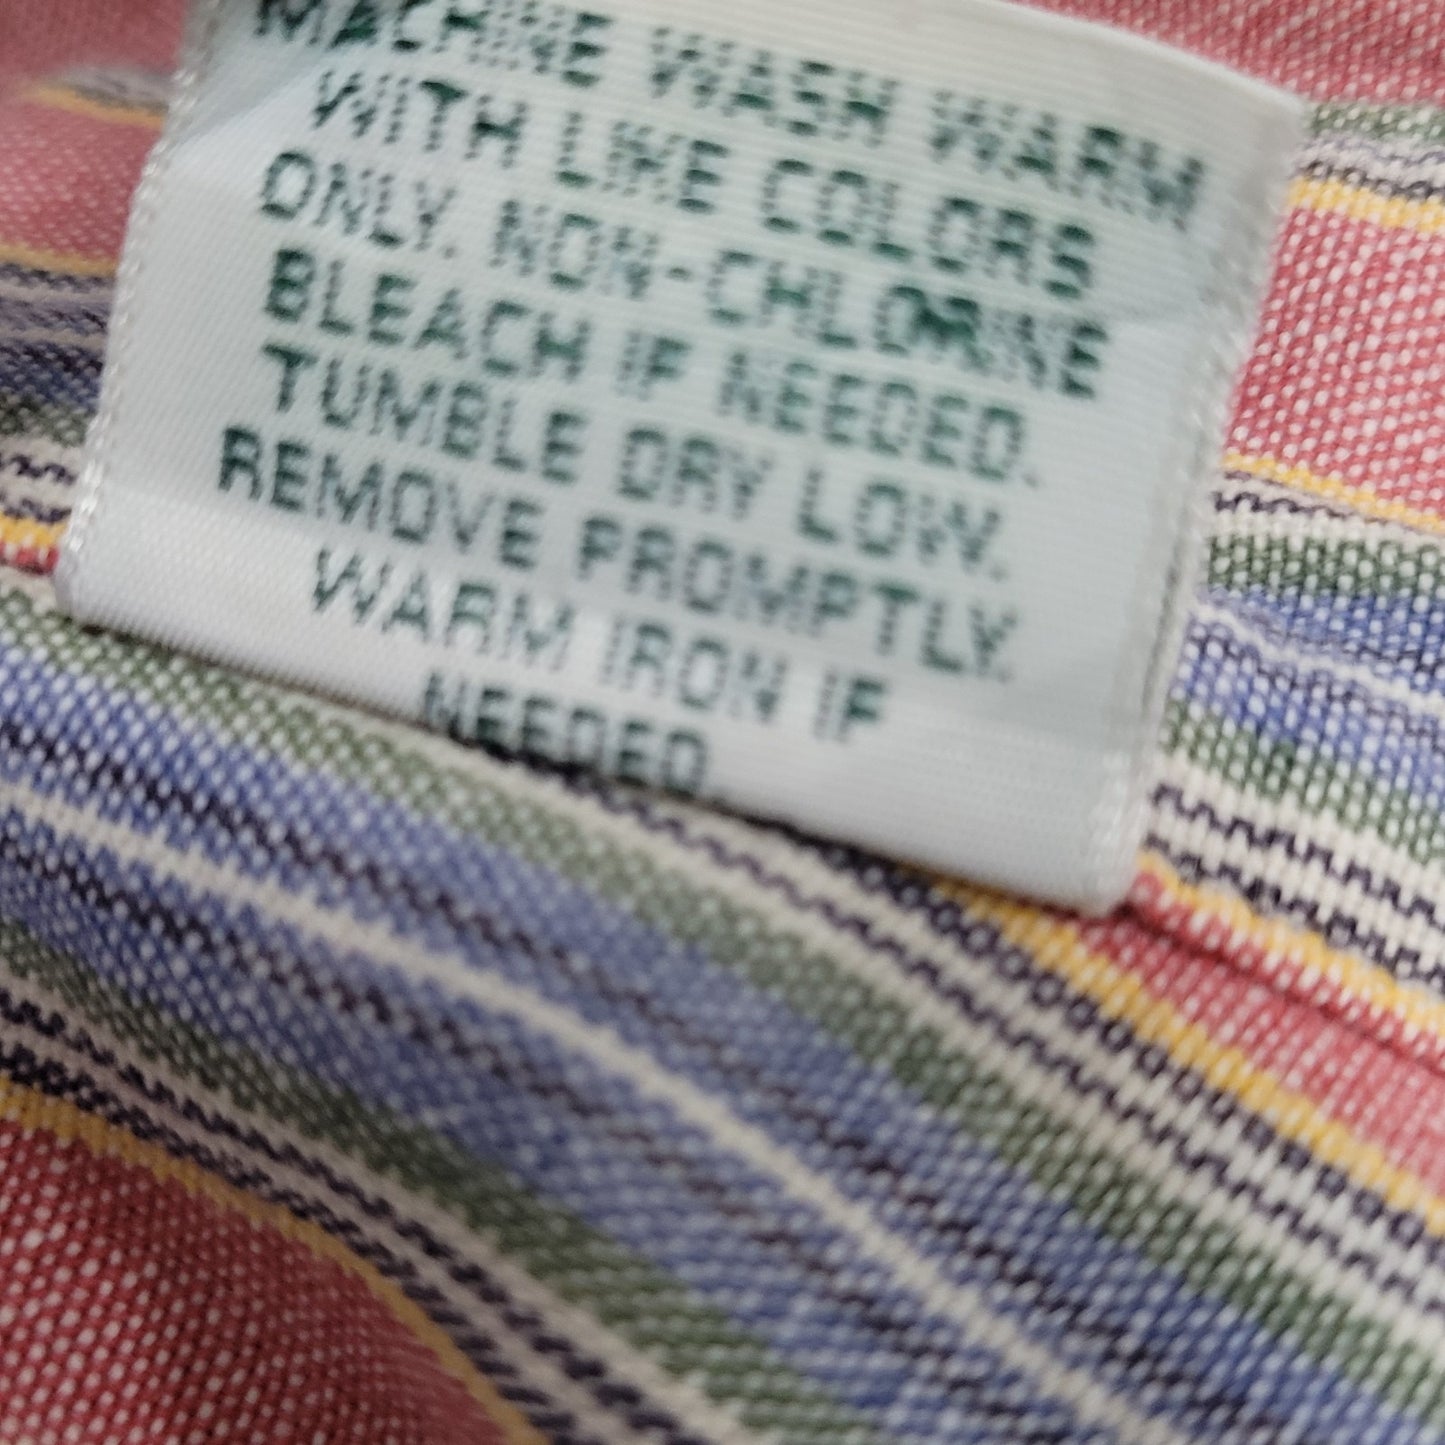 MACHINE WASH WARM
WITH LIKE COLORS
ONLY. NON-CHLORINE
BLEACH IF NEEDED.
TUMBLE DRY LOW.
REMOVE PROMPTLY.
WARM IRON IF
NEEDED.